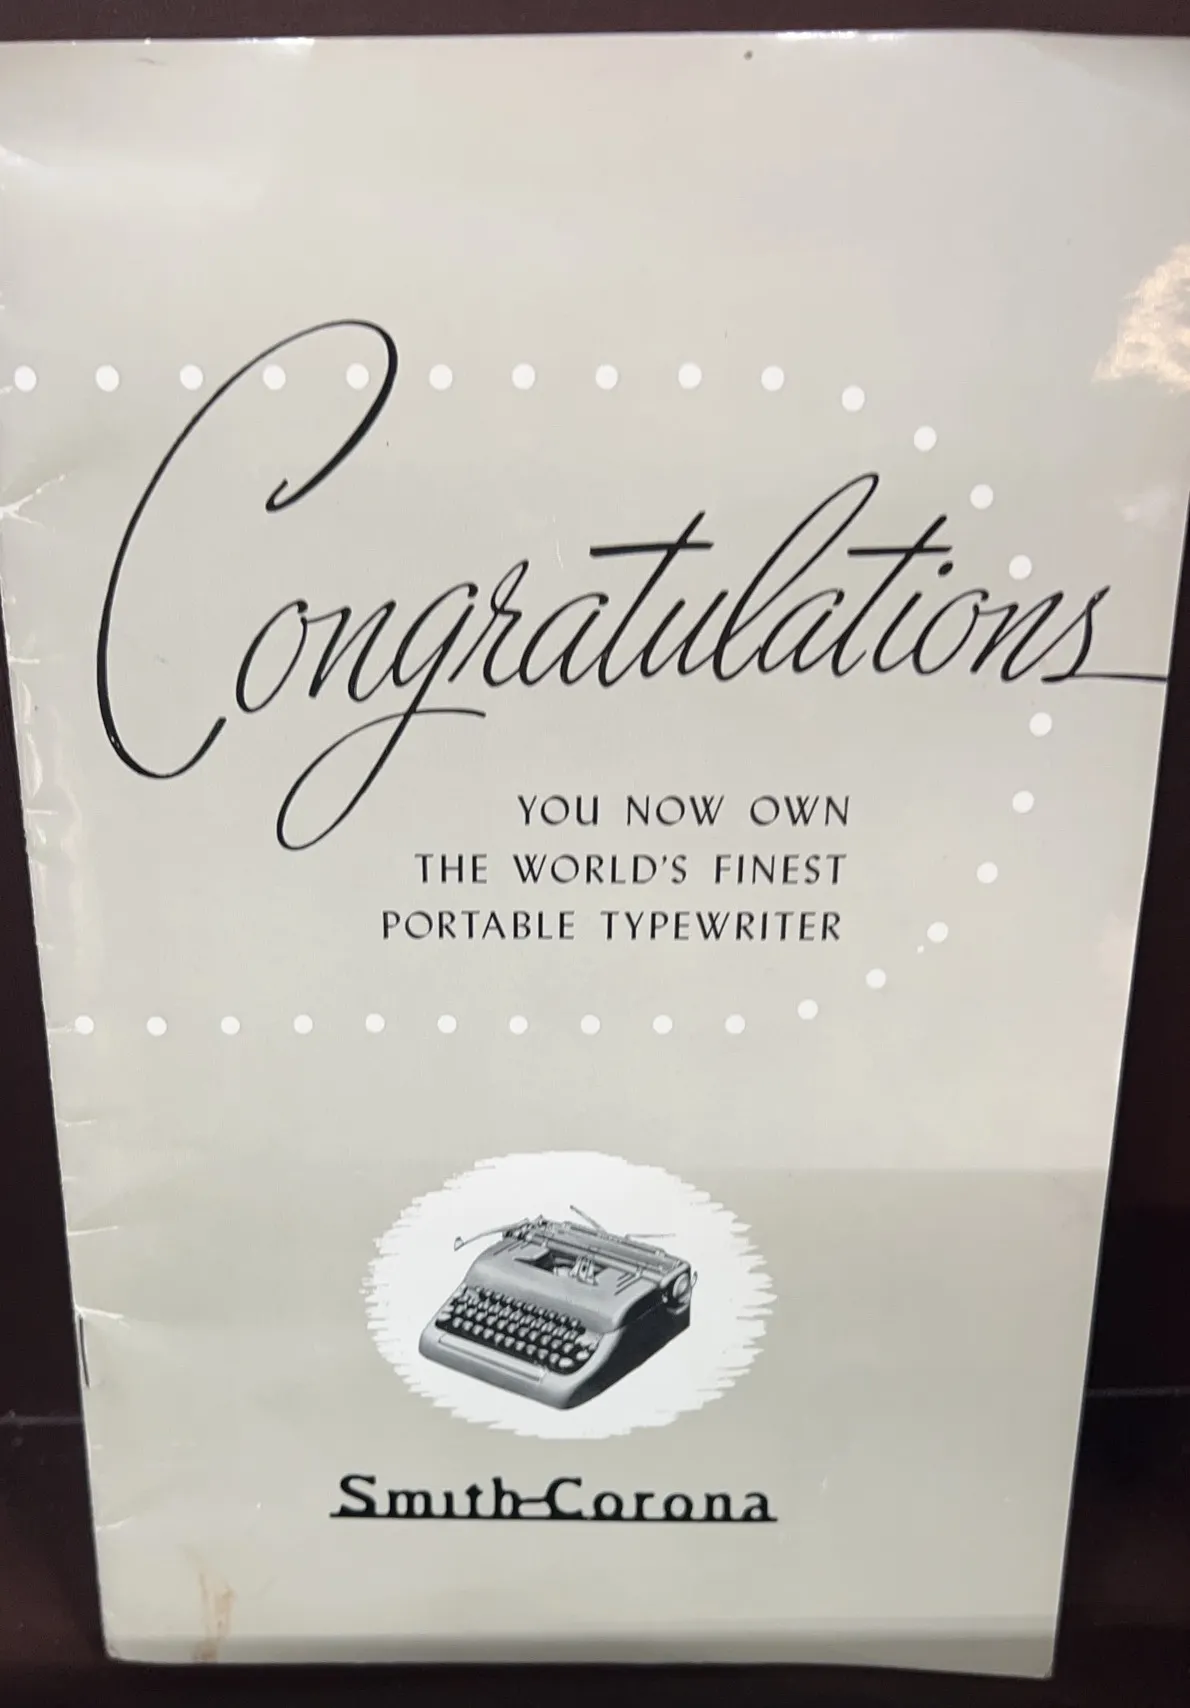 Congratulations
YOU NOW OWN
THE WORLD'S FINEST
PORTABLE TYPEWRITER
Smith-Corona